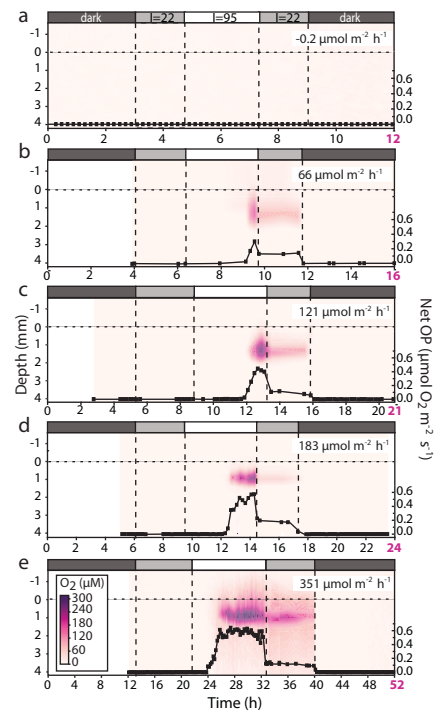 a
dark I=22 I=95 I=22 dark
-0.2 µmol m⁻² h⁻¹
-1 0 1 2 3 4
0.6 0.4 0.2 0.0
0 2 4 6 8 10 12
b
66 µmol m⁻² h⁻¹
-1 0 1 2 3 4
0.6 0.4 0.2 0.0
0 2 4 6 8 10 12 14 16
c
121 µmol m⁻² h⁻¹
-1 0 1 2 3 4
0.6 0.4 0.2 0.0
0 2 4 6 8 10 12 14 16 18 20 21
Depth (mm)
Net OP (µmol O₂ m⁻² s⁻¹)
d
183 µmol m⁻² h⁻¹
-1 0 1 2 3 4
0.6 0.4 0.2 0.0
0 2 4 6 8 10 12 14 16 18 20 22 24
e
351 µmol m⁻² h⁻¹
-1 0 1 2 3 4
O₂ (µM)
300
240
180
120
60
0
0.6 0.4 0.2 0.0
12 12 16 20 24 28 32 36 40 44 48 52
Time (h)